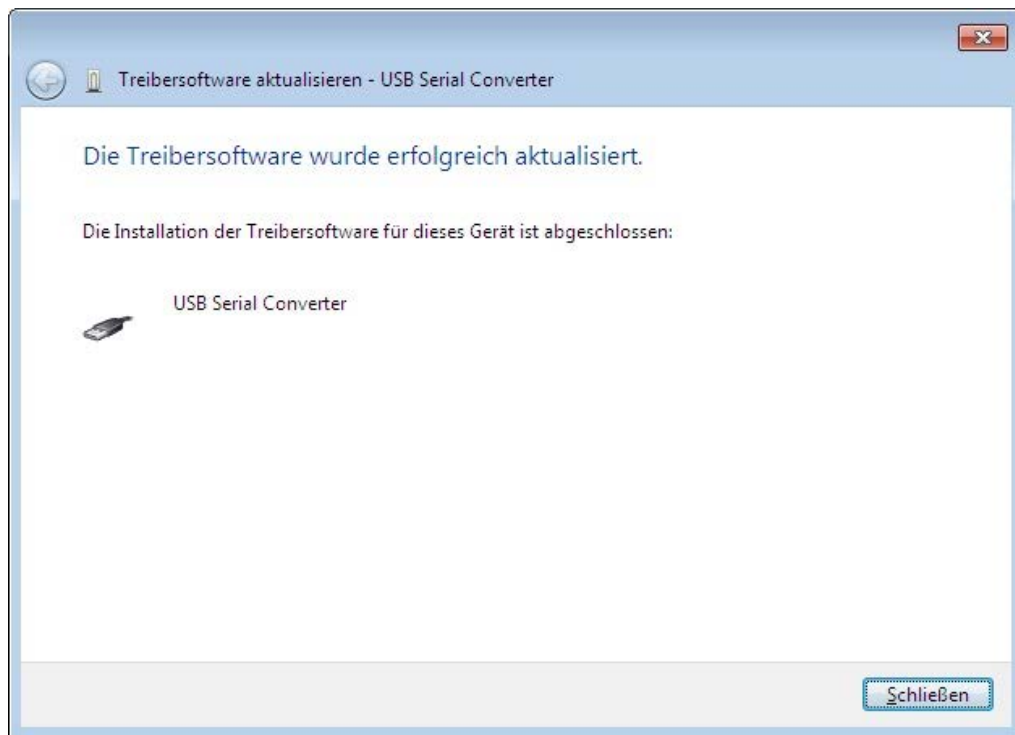 Treibersoftware aktualisieren - USB Serial Converter
Die Treibersoftware wurde erfolgreich aktualisiert.
Die Installation der Treibersoftware für dieses Gerät ist abgeschlossen:
USB Serial Converter
Schließen